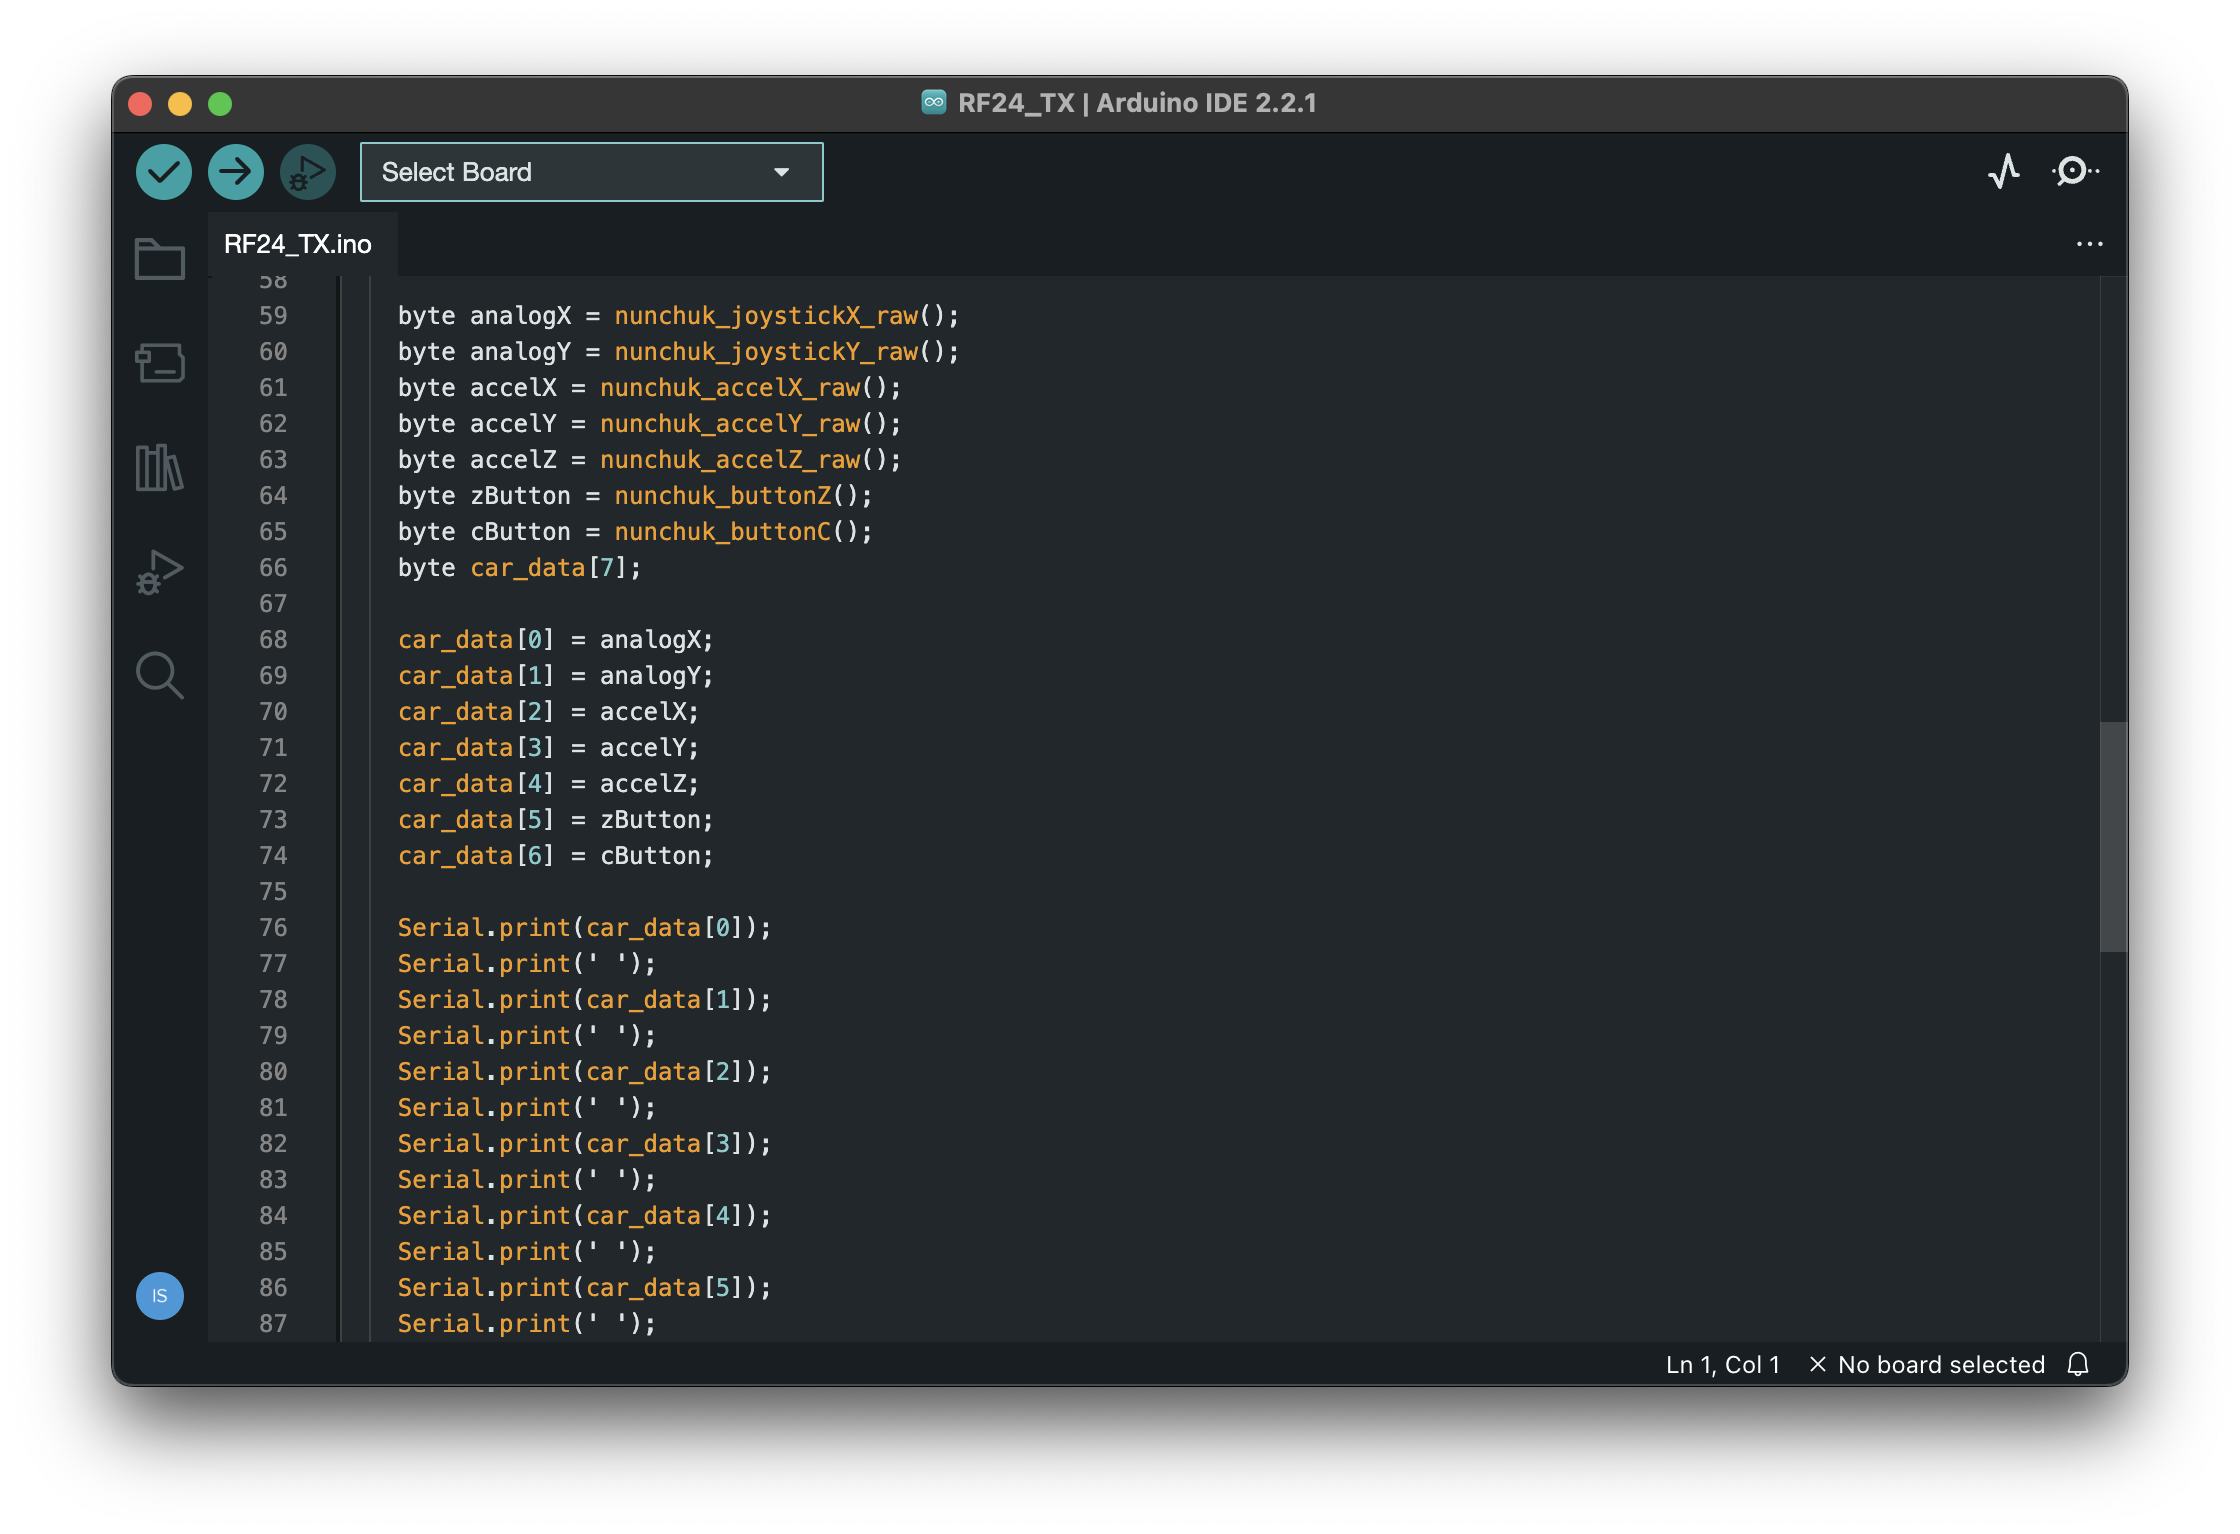 RF24_TX | Arduino IDE 2.2.1
Select Board
RF24_TX.ino
58
59 byte analogX = nunchuk_joystickX_raw();
60 byte analogY = nunchuk_joystickY_raw();
61 byte accelX = nunchuk_accelX_raw();
62 byte accelY = nunchuk_accelY_raw();
63 byte accelZ = nunchuk_accelZ_raw();
64 byte zButton = nunchuk_buttonZ();
65 byte cButton = nunchuk_buttonC();
66 byte car_data[7];
67
68 car_data[0] = analogX;
69 car_data[1] = analogY;
70 car_data[2] = accelX;
71 car_data[3] = accelY;
72 car_data[4] = accelZ;
73 car_data[5] = zButton;
74 car_data[6] = cButton;
75
76 Serial.print(car_data[0]);
77 Serial.print(' ');
78 Serial.print(car_data[1]);
79 Serial.print(' ');
80 Serial.print(car_data[2]);
81 Serial.print(' ');
82 Serial.print(car_data[3]);
83 Serial.print(' ');
84 Serial.print(car_data[4]);
85 Serial.print(' ');
86 Serial.print(car_data[5]);
87 Serial.print(' ');
IS
Ln 1, Col 1 × No board selected